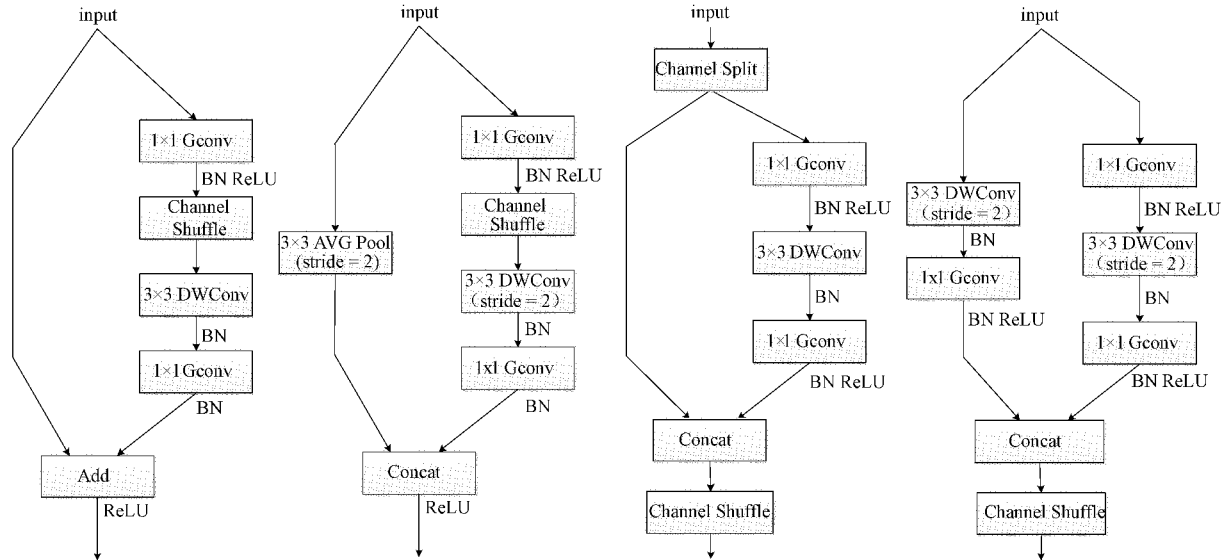 input
1×1 Gconv
BN ReLU
Channel
Shuffle
3×3 DWConv
BN
1×1 Gconv
BN
Add
ReLU
input
1×1 Gconv
BN ReLU
Channel
Shuffle
3×3 AVG Pool
(stride = 2)
3×3 DWConv
(stride = 2)
BN
1x1 Gconv
BN
Concat
ReLU
input
Channel Split
1×1 Gconv
BN ReLU
3×3 DWConv
BN
1×1 Gconv
BN ReLU
Concat
Channel Shuffle
input
3×3 DWConv
(stride = 2)
BN
1x1 Gconv
BN ReLU
1×1 Gconv
BN ReLU
3×3 DWConv
(stride = 2)
BN
1×1 Gconv
BN ReLU
Concat
Channel Shuffle